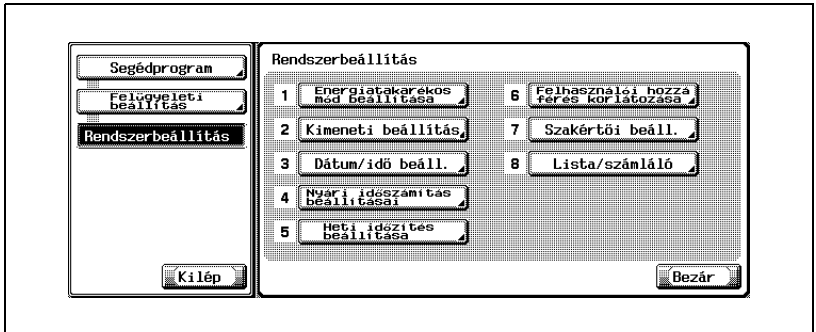 Segédprogram
Felügyeleti
beállítás
Rendszerbeállítás
Kilép
Rendszerbeállítás
1 Energiatakarékos
mód beállítása
2 Kimeneti beállítás
3 Dátum/idő beáll.
4 Nyári időszámítás
beállításai
5 Heti időzítés
beállítása
6 Felhasználói hozzá
férés korlátozása
7 Szakértői beáll.
8 Lista/számláló
Bezár